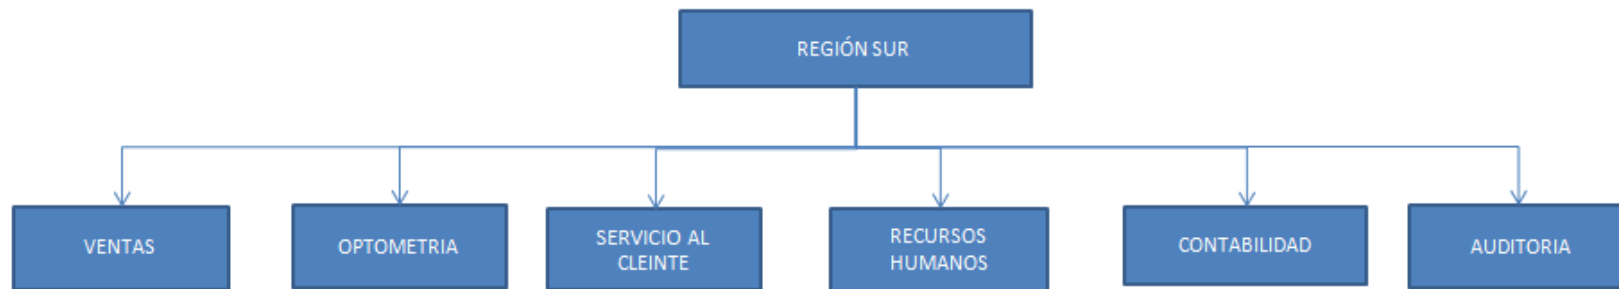 REGIÓN SUR
VENTAS
OPTOMETRIA
SERVICIO AL
CLEINTE
RECURSOS
HUMANOS
CONTABILIDAD
AUDITORIA